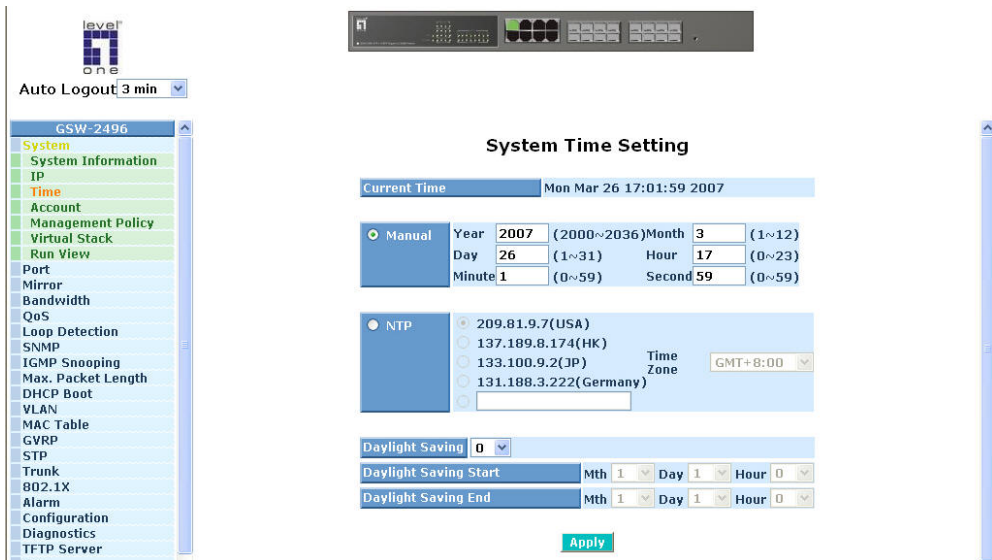 level
one
Auto Logout 3 min
GSW-2496
System
System Information
IP
Time
Account
Management Policy
Virtual Stack
Run View
Port
Mirror
Bandwidth
QoS
Loop Detection
SNMP
IGMP Snooping
Max. Packet Length
DHCP Boot
VLAN
MAC Table
GVRP
STP
Trunk
802.1X
Alarm
Configuration
Diagnostics
TFTP Server
System Time Setting
Current Time Mon Mar 26 17:01:59 2007
Manual Year 2007 (2000~2036)Month 3 (1~12)
Day 26 (1~31) Hour 17 (0~23)
Minute 1 (0~59) Second 59 (0~59)
NTP 209.81.9.7(USA)
137.189.8.174(HK)
133.100.9.2(JP) Time Zone GMT+8:00
131.188.3.222(Germany)
Daylight Saving 0
Daylight Saving Start Mth 1 Day 1 Hour 0
Daylight Saving End Mth 1 Day 1 Hour 0
Apply